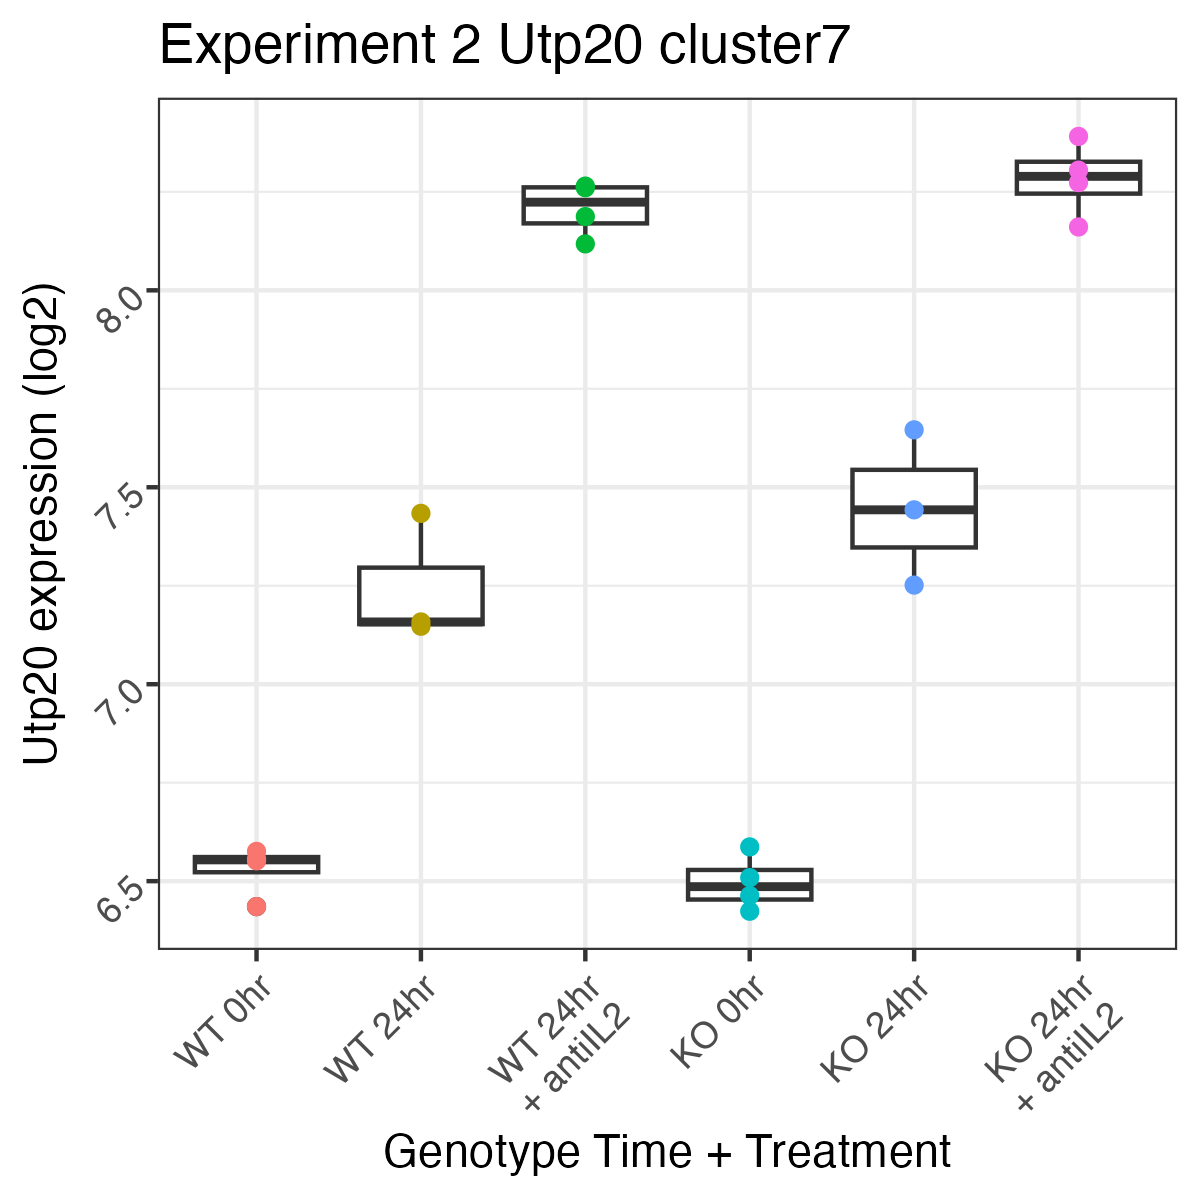 Experiment 2 Utp20 cluster7
Utp20 expression (log2)
8.0
7.5
7.0
6.5
WT 0hr
WT 24hr
WT 24hr
+ antiIL2
KO 0hr
KO 24hr
KO 24hr
+ antiIL2
Genotype Time + Treatment